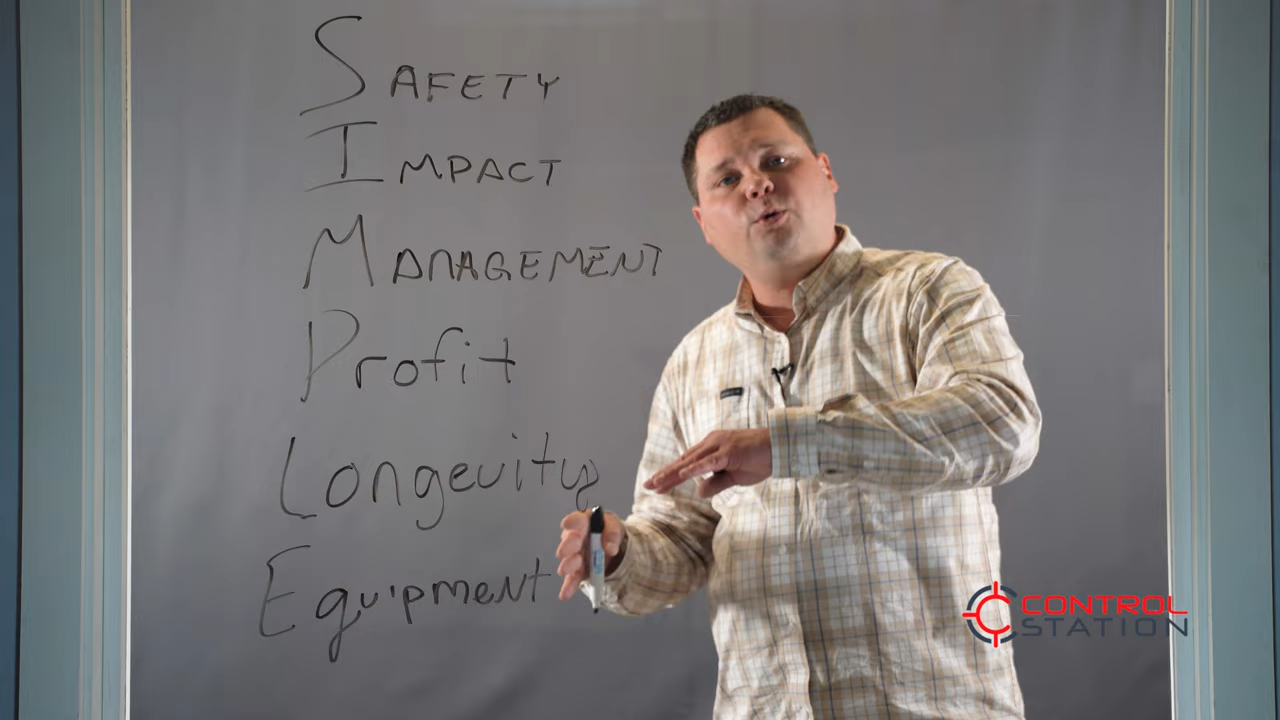 SAFETY
IMPACT
MANAGEMENT
Profit
Longevity
Equipment
CONTROL
STATION